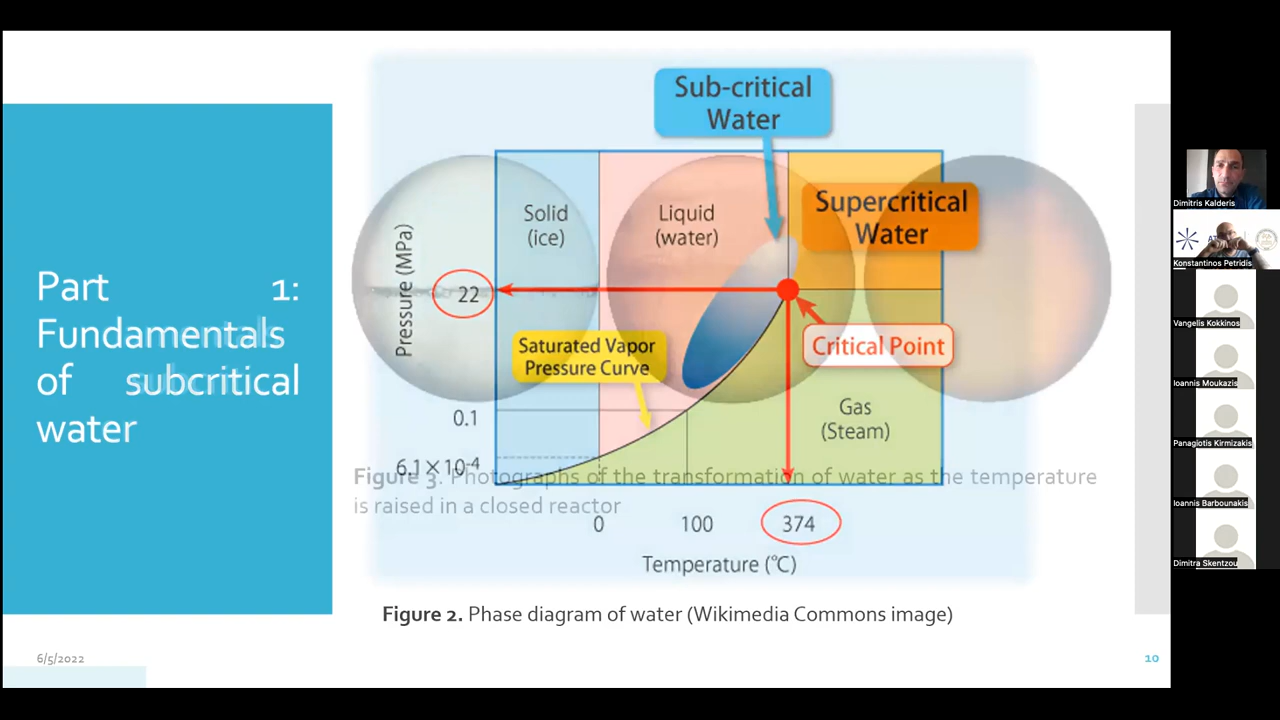 Part 1:
Fundamentals
of subcritical
water
Sub-critical
Water
Solid
(ice)
Liquid
(water)
Supercritical
Water
Pressure (MPa)
22
Saturated Vapor
Pressure Curve
Critical Point
0.1
Gas
(Steam)
6.1×10-4
Figure 3. Photographs of the transformation of water as the temperature
is raised in a closed reactor
0 100 374
Temperature (℃)
Figure 2. Phase diagram of water (Wikimedia Commons image)
6/5/2022
10
Dimitris Kalderis
Konstantinos Petridis
Vangelis Kokkinos
Ioannis Moukazis
Panagiotis Kirmizakis
Ioannis Barbounakis
Dimitra Skentzou